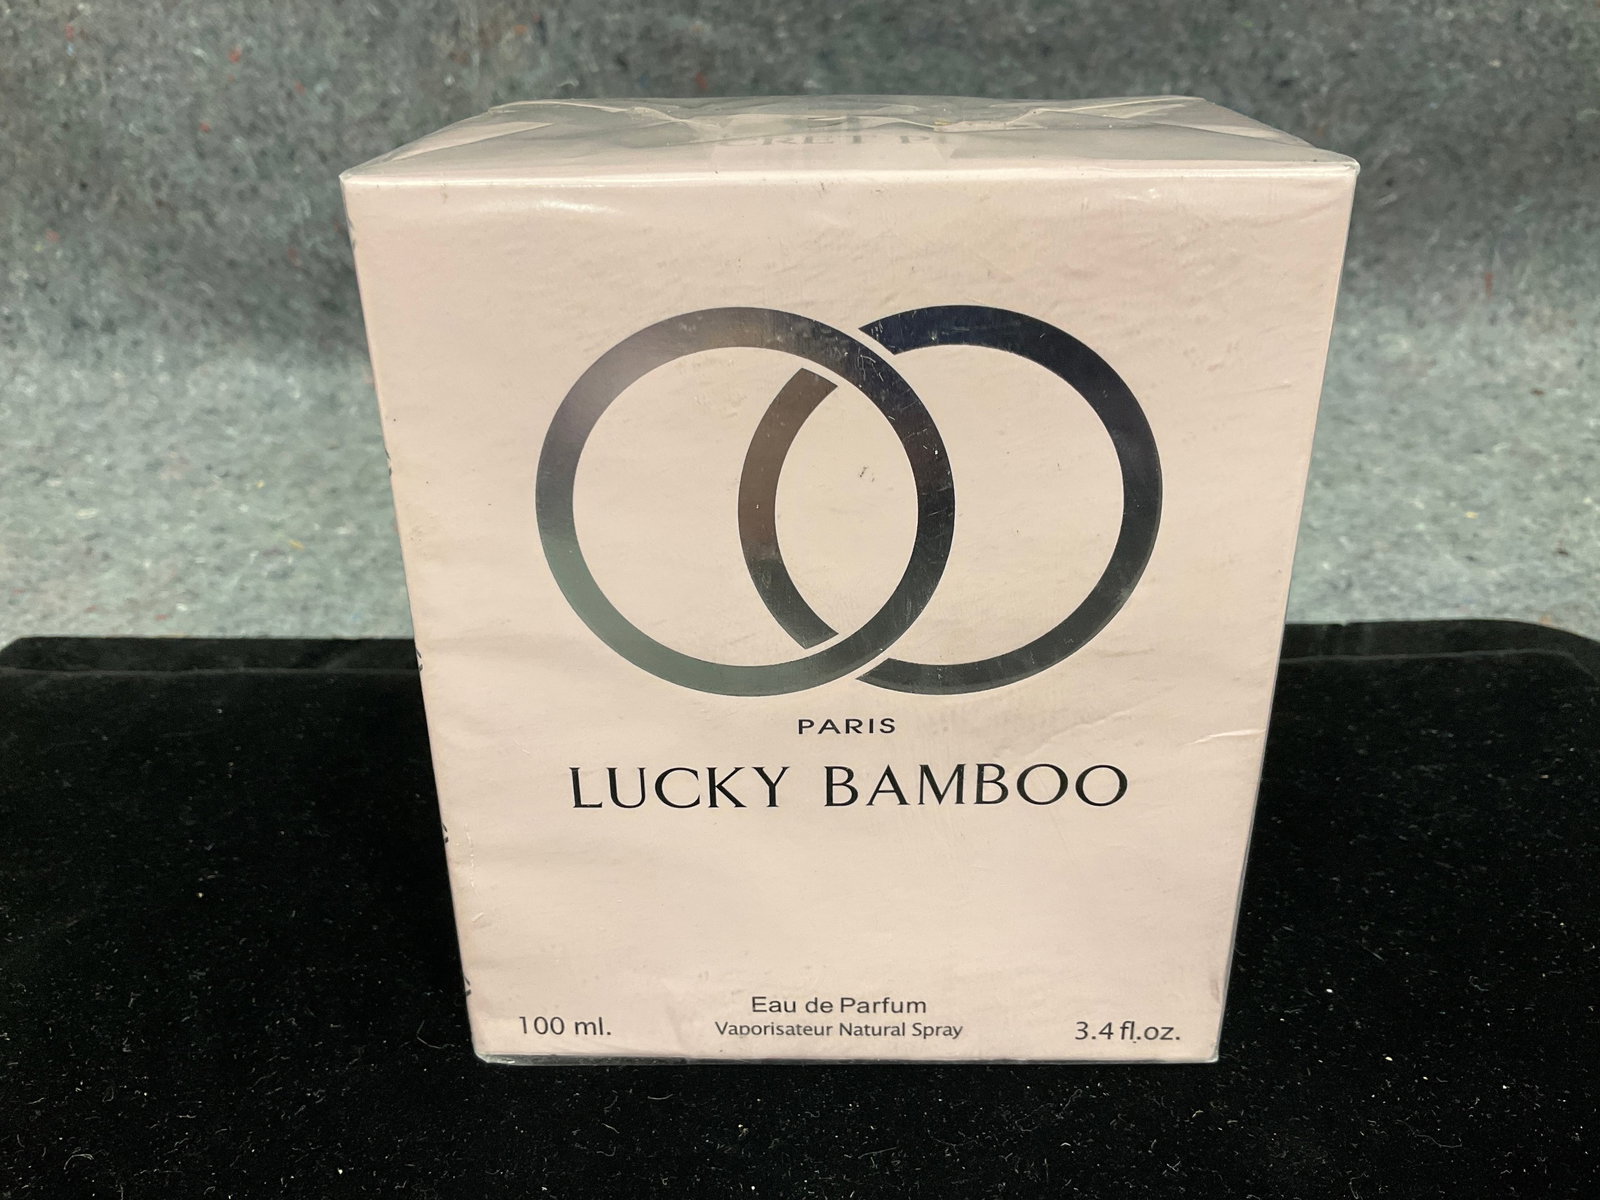 PARIS
LUCKY BAMBOO
Eau de Parfum
100 ml. Vaporisateur Natural Spray 3.4 fl.oz.